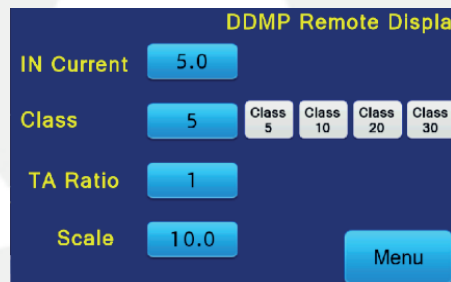 DDMP Remote Displa
IN Current 5.0
Class 5 Class 5 Class 10 Class 20 Class 30
TA Ratio 1
Scale 10.0
Menu